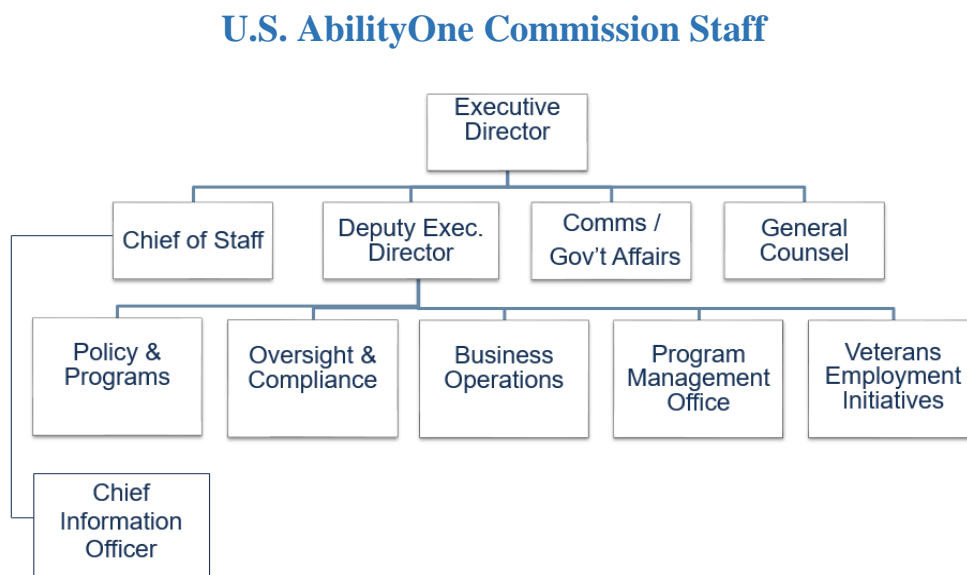 U.S. AbilityOne Commission Staff
Executive
Director
Chief of Staff
Deputy Exec.
Director
Comms /
Gov’t Affairs
General
Counsel
Policy &
Programs
Oversight &
Compliance
Business
Operations
Program
Management
Office
Veterans
Employment
Initiatives
Chief
Information
Officer